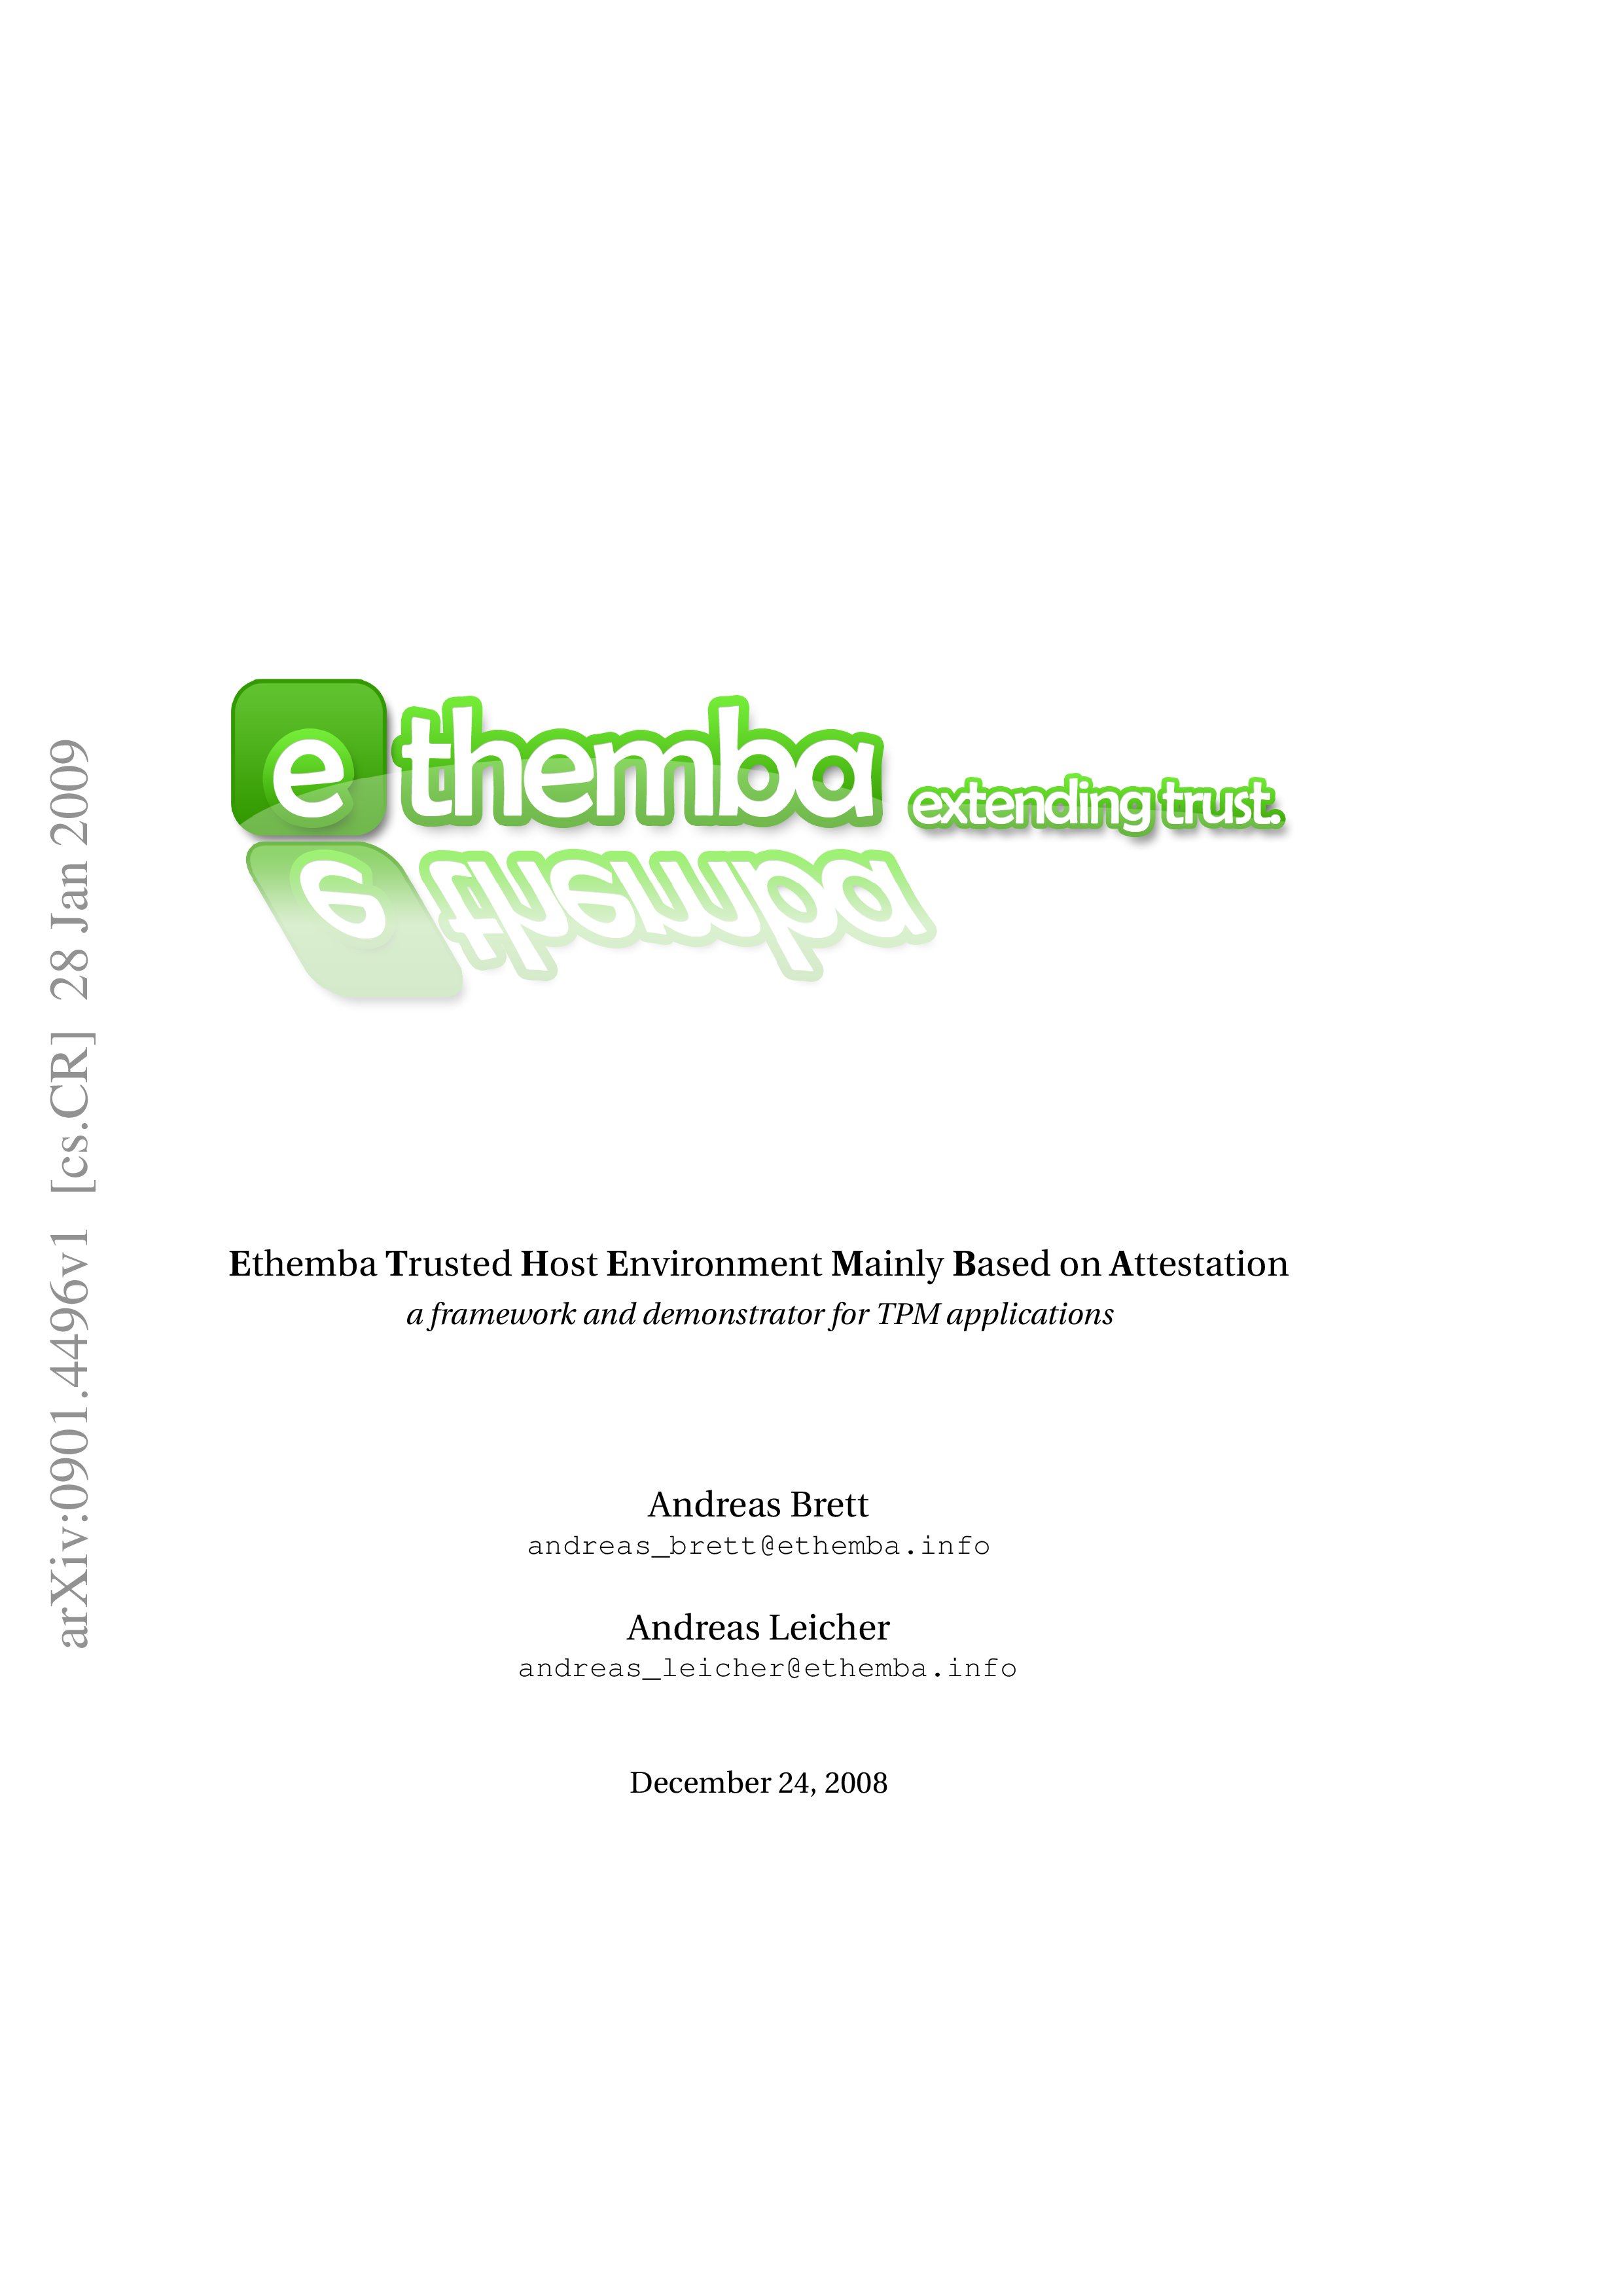 arXiv:0901.4496v1 [cs.CR] 28 Jan 2009
e themba extending trust.
e themba
Ethemba Trusted Host Environment Mainly Based on Attestation
a framework and demonstrator for TPM applications
Andreas Brett
andreas_brett@ethemba.info
Andreas Leicher
andreas_leicher@ethemba.info
December 24, 2008